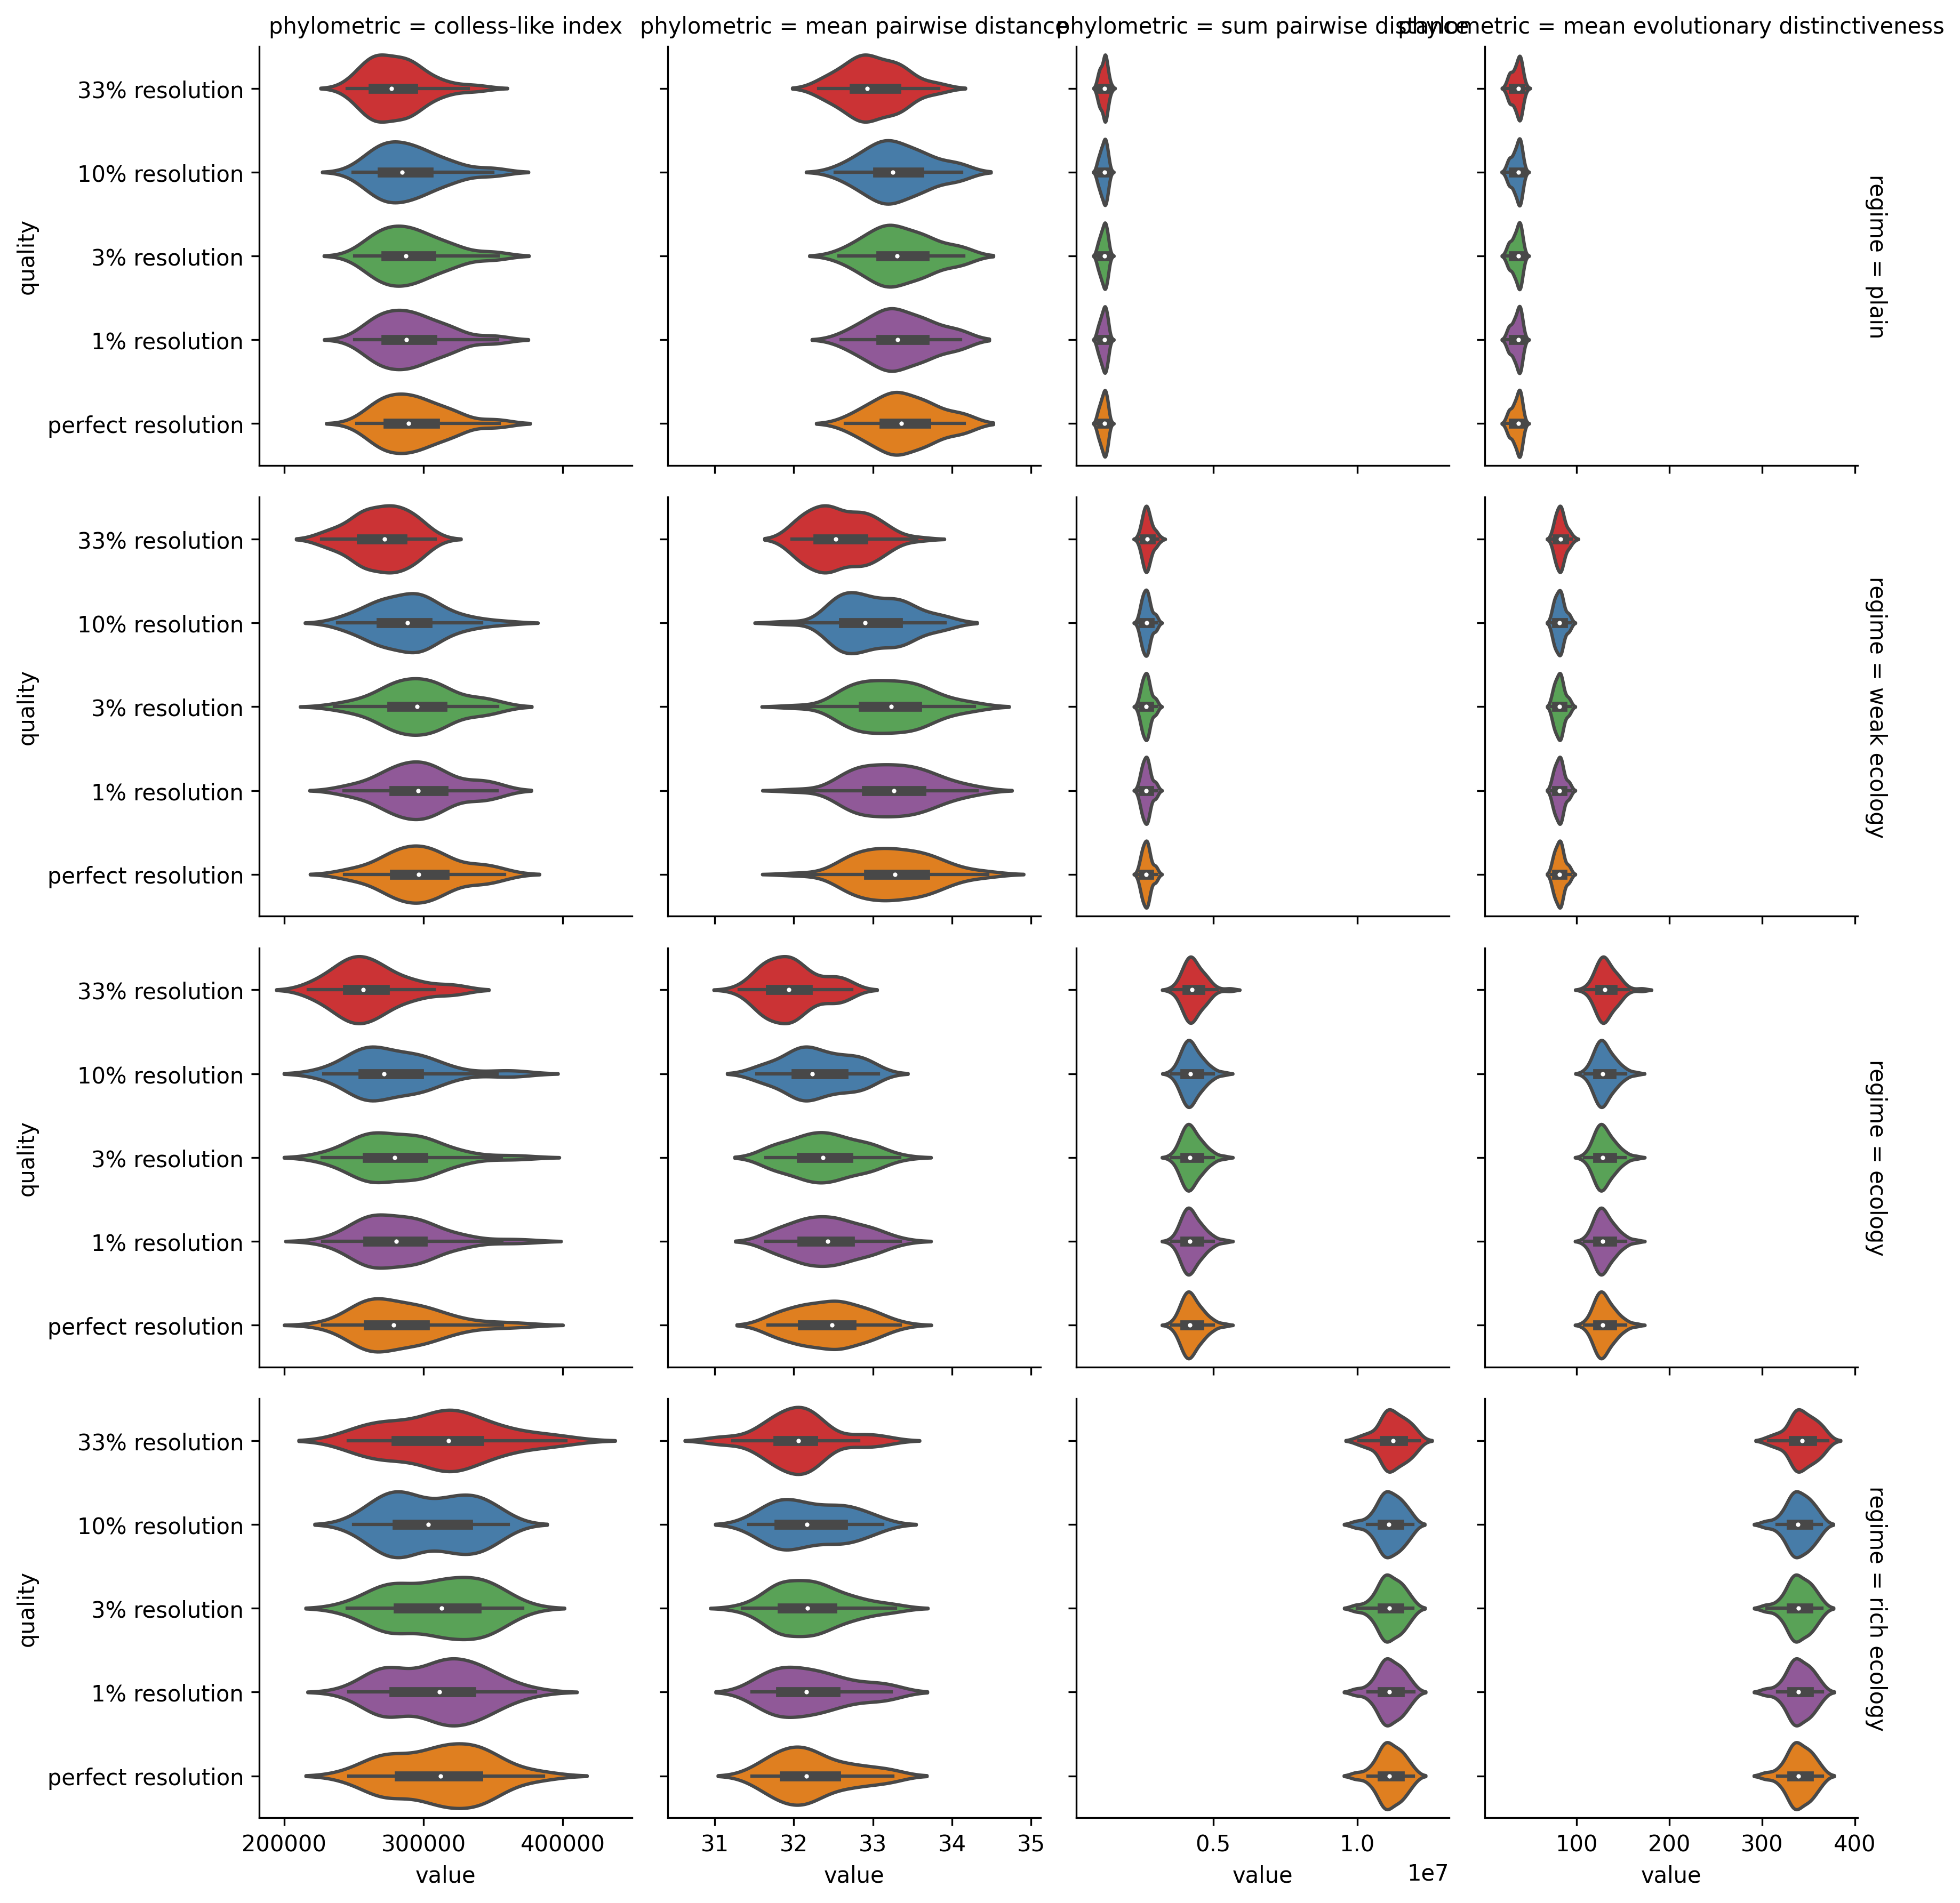 phylometric = colless-like index
phylometric = mean pairwise distance
phylometric = sum pairwise distance
phylometric = mean evolutionary distinctiveness
quality
33% resolution
10% resolution
3% resolution
1% resolution
perfect resolution
regime = plain
quality
33% resolution
10% resolution
3% resolution
1% resolution
perfect resolution
regime = weak ecology
quality
33% resolution
10% resolution
3% resolution
1% resolution
perfect resolution
regime = ecology
quality
33% resolution
10% resolution
3% resolution
1% resolution
perfect resolution
regime = rich ecology
200000 300000 400000
value
31 32 33 34 35
value
0.5 1.0
1e7
value
100 200 300 400
value